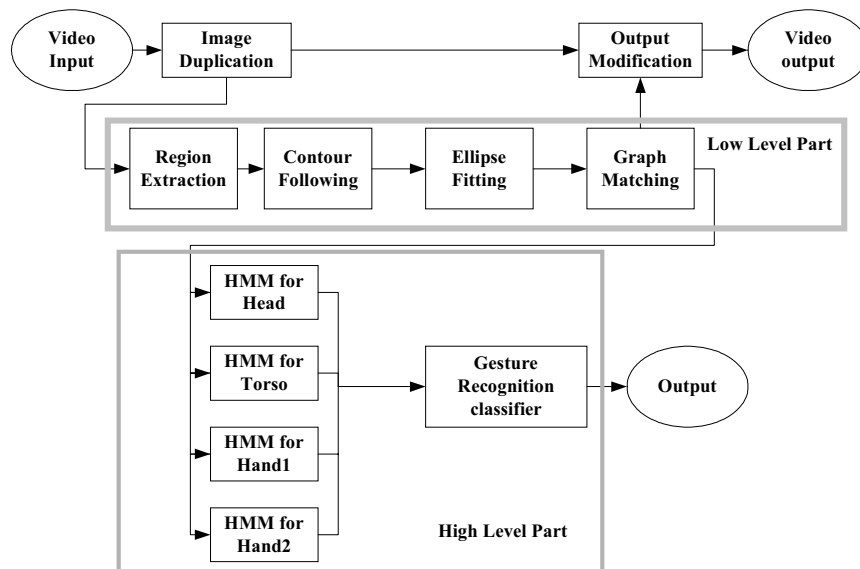 Video
Input
Image
Duplication
Output
Modification
Video
output
Low Level Part
Region
Extraction
Contour
Following
Ellipse
Fitting
Graph
Matching
HMM for
Head
HMM for
Torso
HMM for
Hand1
HMM for
Hand2
Gesture
Recognition
classifier
Output
High Level Part